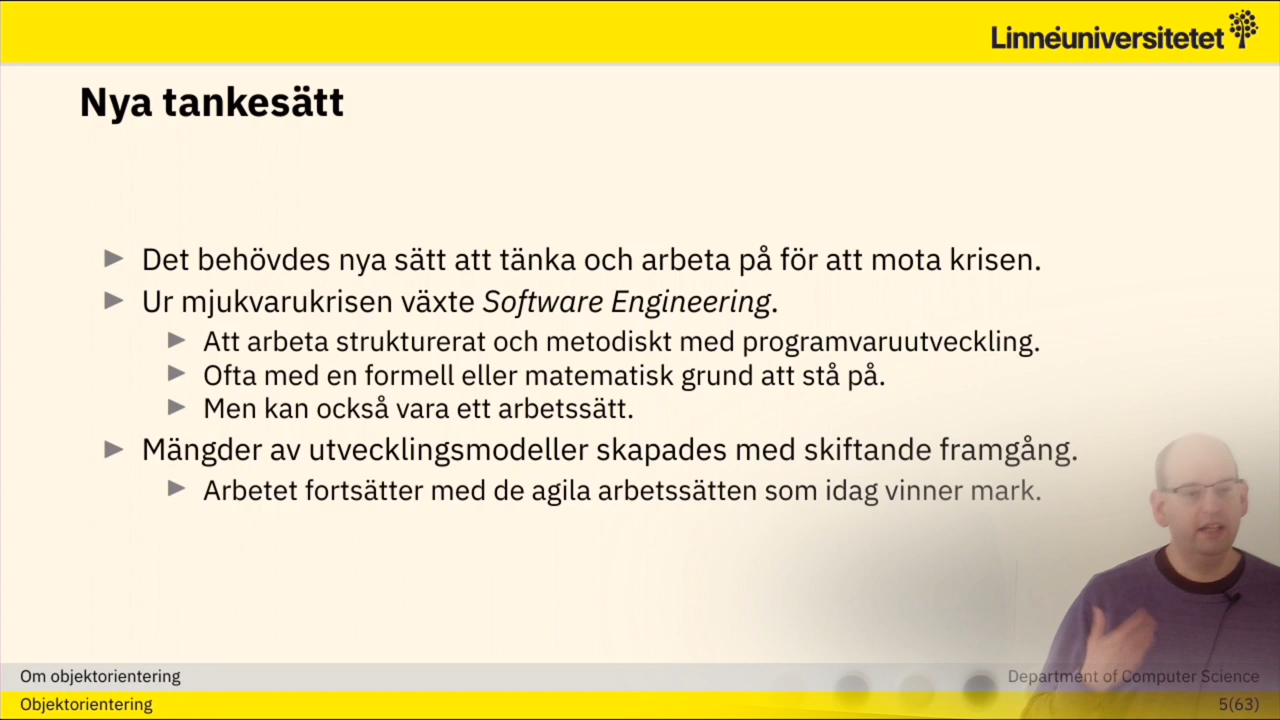 Linnéuniversitetet
Nya tankesätt
Det behövdes nya sätt att tänka och arbeta på för att mota krisen.
Ur mjukvarukrisen växte Software Engineering.
Att arbeta strukturerat och metodiskt med programvaruutveckling.
Ofta med en formell eller matematisk grund att stå på.
Men kan också vara ett arbetssätt.
Mängder av utvecklingsmodeller skapades med skiftande framgång.
Arbetet fortsätter med de agila arbetssätten som idag vinner mark.
Om objektorientering
Department of Computer Science
Objektorientering
5(63)